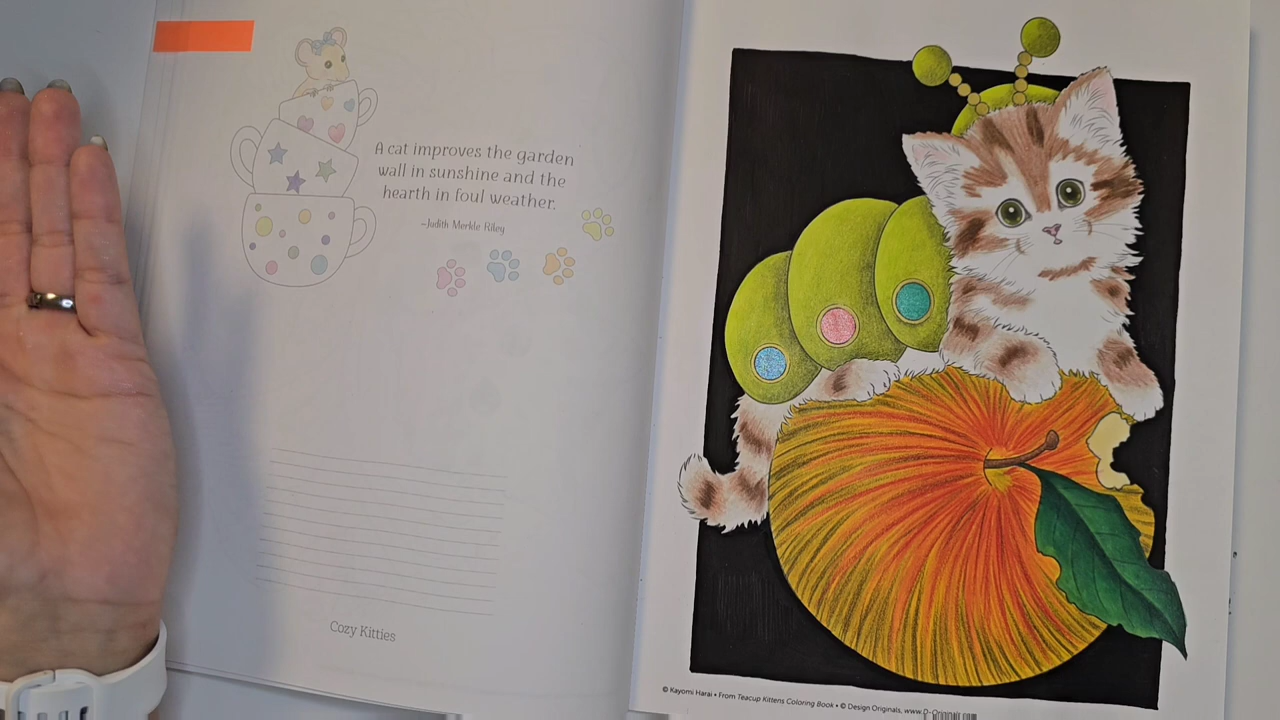 A cat improves the garden
wall in sunshine and the
hearth in foul weather.
–Judith Merkle Riley
Cozy Kitties
© Kayomi Harai • From Teacup Kittens Coloring Book • © Design Originals, www.D-Originals.com